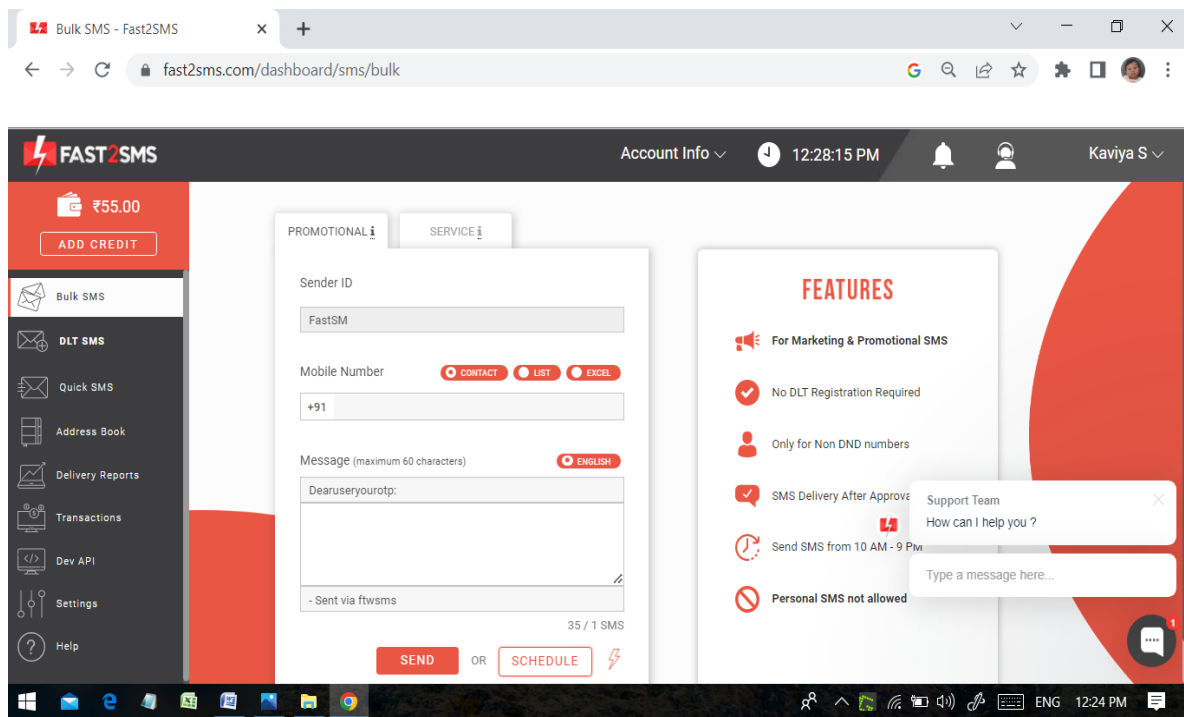 Bulk SMS - Fast2SMS
fast2sms.com/dashboard/sms/bulk
FAST2SMS
Account Info
12:28:15 PM
Kaviya S
₹55.00
ADD CREDIT
Bulk SMS
DLT SMS
Quick SMS
Address Book
Delivery Reports
Transactions
Dev API
Settings
Help
PROMOTIONAL i
SERVICE i
Sender ID
FastSM
Mobile Number
CONTACT
LIST
EXCEL
+91
Message (maximum 60 characters)
ENGLISH
Dearuseryourotp:
- Sent via ftwsms
35 / 1 SMS
SEND OR SCHEDULE
FEATURES
For Marketing & Promotional SMS
No DLT Registration Required
Only for Non DND numbers
SMS Delivery After Approva
Send SMS from 10 AM - 9 PM
Personal SMS not allowed
Support Team
How can I help you ?
Type a message here...
1
ENG 12:24 PM